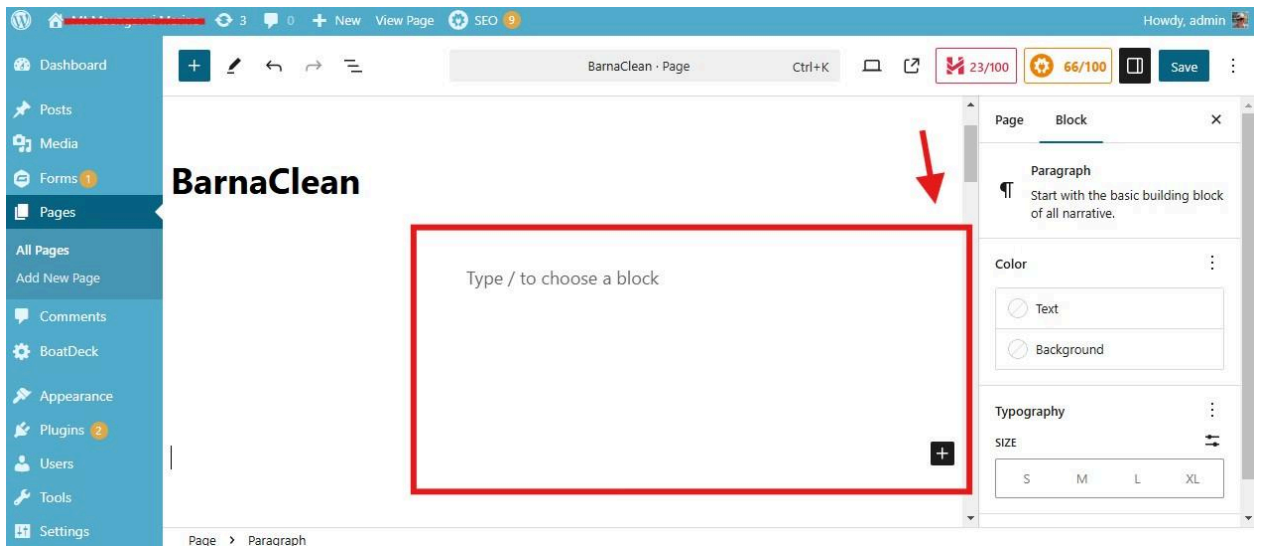 3 0 New View Page SEO 9 Howdy, admin
Dashboard
BarnaClean · Page Ctrl+K
23/100 66/100 Save
Posts
Media
Forms 1
Pages
All Pages
Add New Page
Comments
BoatDeck
Appearance
Plugins 2
Users
Tools
Settings
BarnaClean
Type / to choose a block
Page > Paragraph
Page Block
Paragraph
Start with the basic building block
of all narrative.
Color
Text
Background
Typography
SIZE
S M L XL